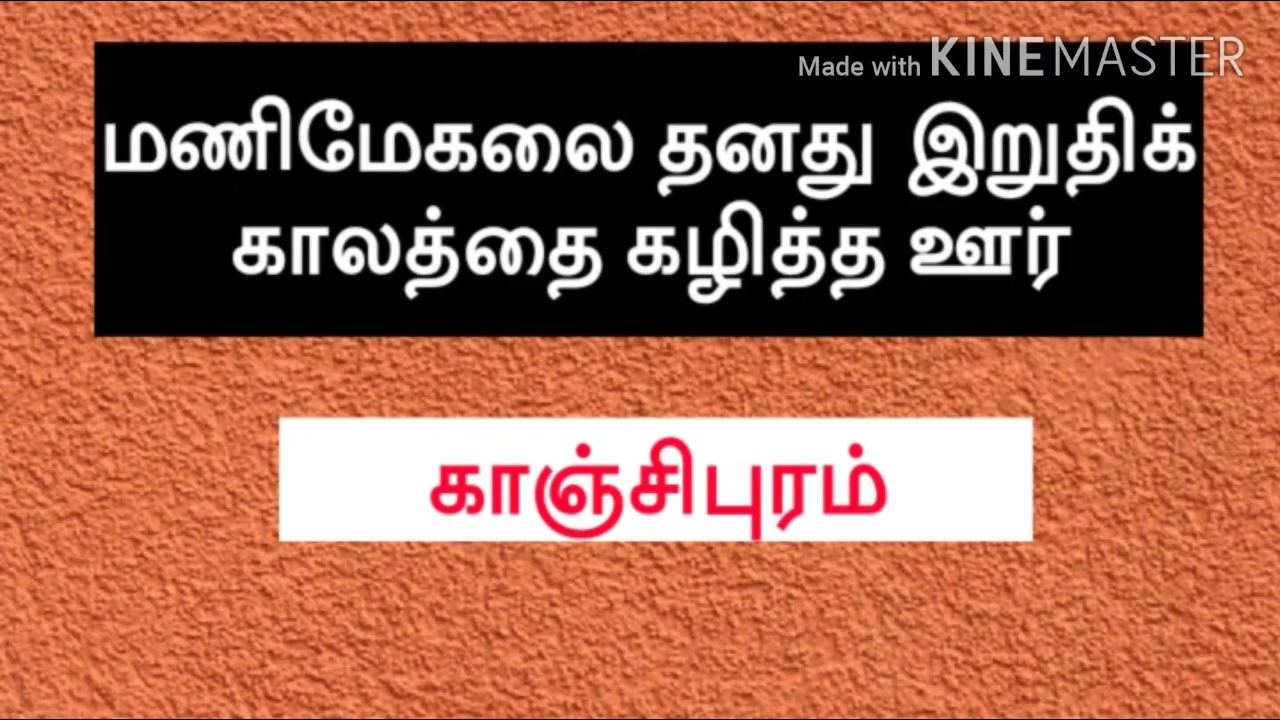 Made with KINEMASTER
மணிமேகலை தனது இறுதிக்
காலத்தை கழித்த ஊர்
காஞ்சிபுரம்